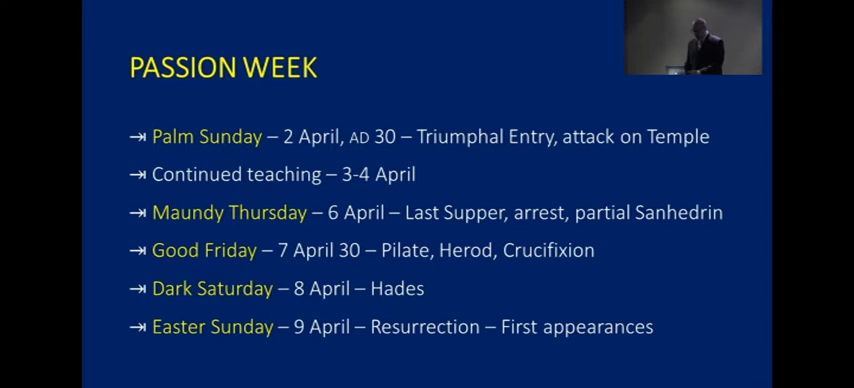 PASSION WEEK
⇥ Palm Sunday – 2 April, AD 30 – Triumphal Entry, attack on Temple
⇥ Continued teaching – 3-4 April
⇥ Maundy Thursday – 6 April – Last Supper, arrest, partial Sanhedrin
⇥ Good Friday – 7 April 30 – Pilate, Herod, Crucifixion
⇥ Dark Saturday – 8 April – Hades
⇥ Easter Sunday – 9 April – Resurrection – First appearances